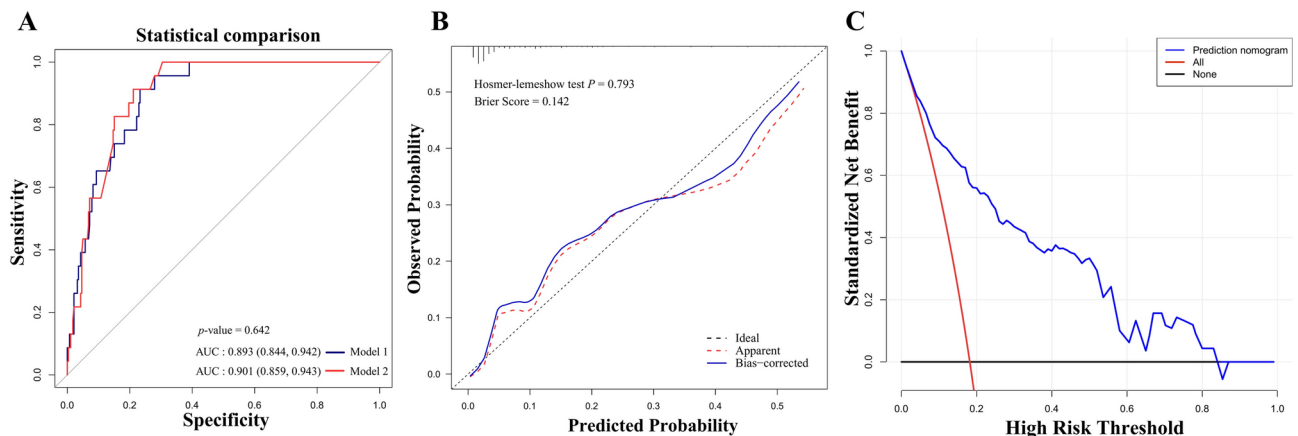 A
Statistical comparison
Sensitivity
1.0
0.8
0.6
0.4
0.2
0.0
p-value = 0.642
AUC : 0.893 (0.844, 0.942) Model 1
AUC : 0.901 (0.859, 0.943) Model 2
0.0 0.2 0.4 0.6 0.8 1.0
Specificity
B
Hosmer-lemeshow test P = 0.793
Brier Score = 0.142
Observed Probability
0.5
0.4
0.3
0.2
0.1
0.0
Ideal
Apparent
Bias-corrected
0.0 0.1 0.2 0.3 0.4 0.5
Predicted Probability
C
Prediction nomogram
All
None
Standardized Net Benefit
1.0
0.8
0.6
0.4
0.2
0.0
0.0 0.2 0.4 0.6 0.8 1.0
High Risk Threshold